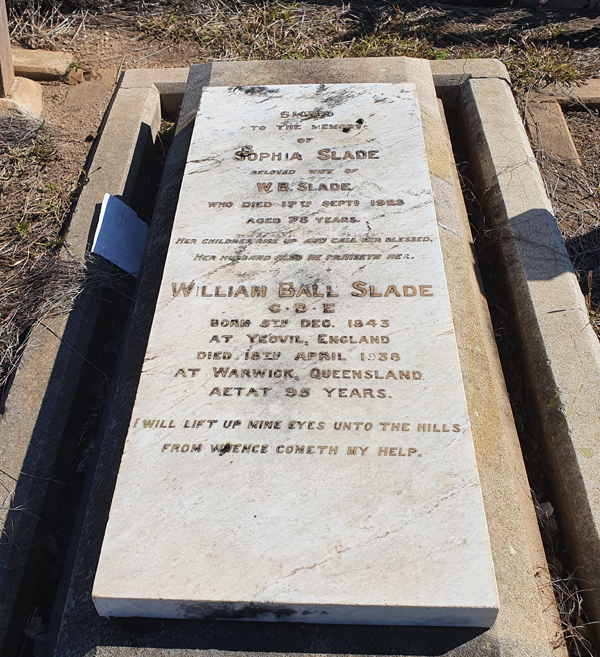 TO THE MEMORY
OF
SOPHIA SLADE
BELOVED WIFE OF
W.B. SLADE
WHO DIED 17TH SEPTR 1923
AGED 78 YEARS.
HER CHILDREN RISE UP AND CALL HER BLESSED,
HER HUSBAND ALSO HE PRAISETH HER.
WILLIAM BALL SLADE
C·B·E
BORN 5TH DEC. 1843
AT YEOVIL, ENGLAND
DIED 18TH APRIL 1938
AT WARWICK, QUEENSLAND
AETAT 95 YEARS.
I WILL LIFT UP MINE EYES UNTO THE HILLS
FROM WHENCE COMETH MY HELP.